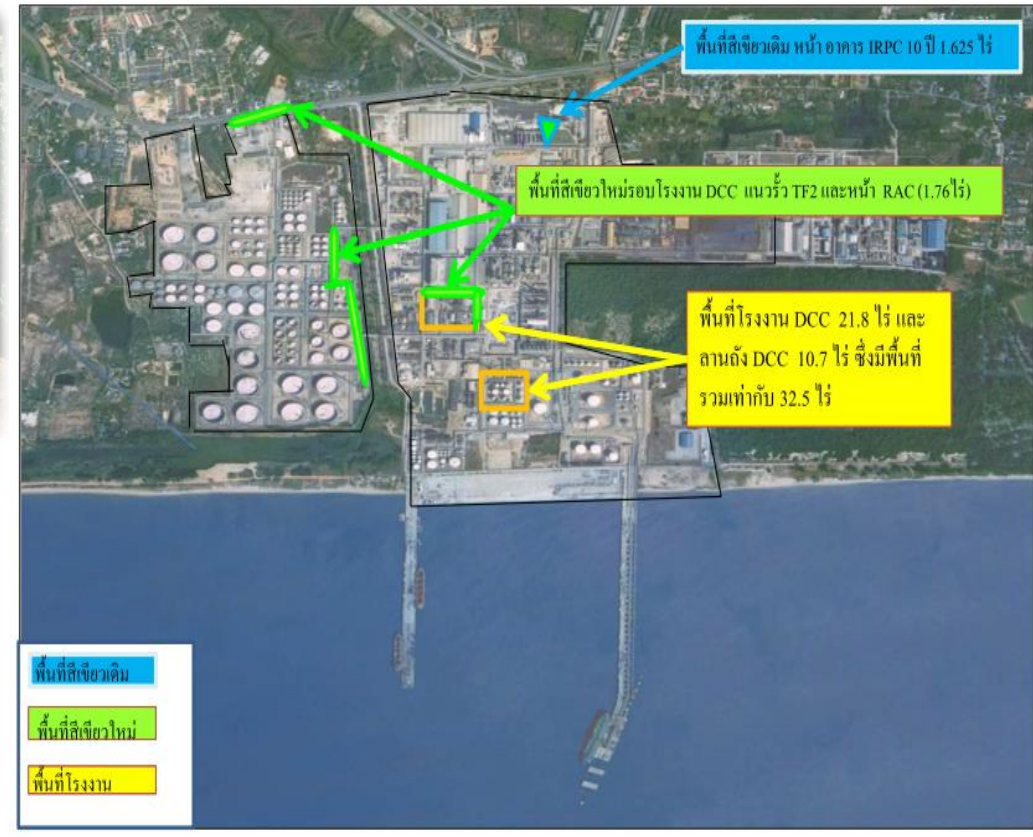 พื้นที่สีเขียวเดิม หน้า อาคาร IRPC 10 ปี 1.625 ไร่
พื้นที่สีเขียวใหม่รอบโรงงาน DCC แนวรั้ว TF2 และหน้า RAC (1.76ไร่)
พื้นที่โรงงาน DCC 21.8 ไร่ และ
ลานถัง DCC 10.7 ไร่ ซึ่งมีพื้นที่
รวมเท่ากับ 32.5 ไร่
พื้นที่สีเขียวเดิม
พื้นที่สีเขียวใหม่
พื้นที่โรงงาน